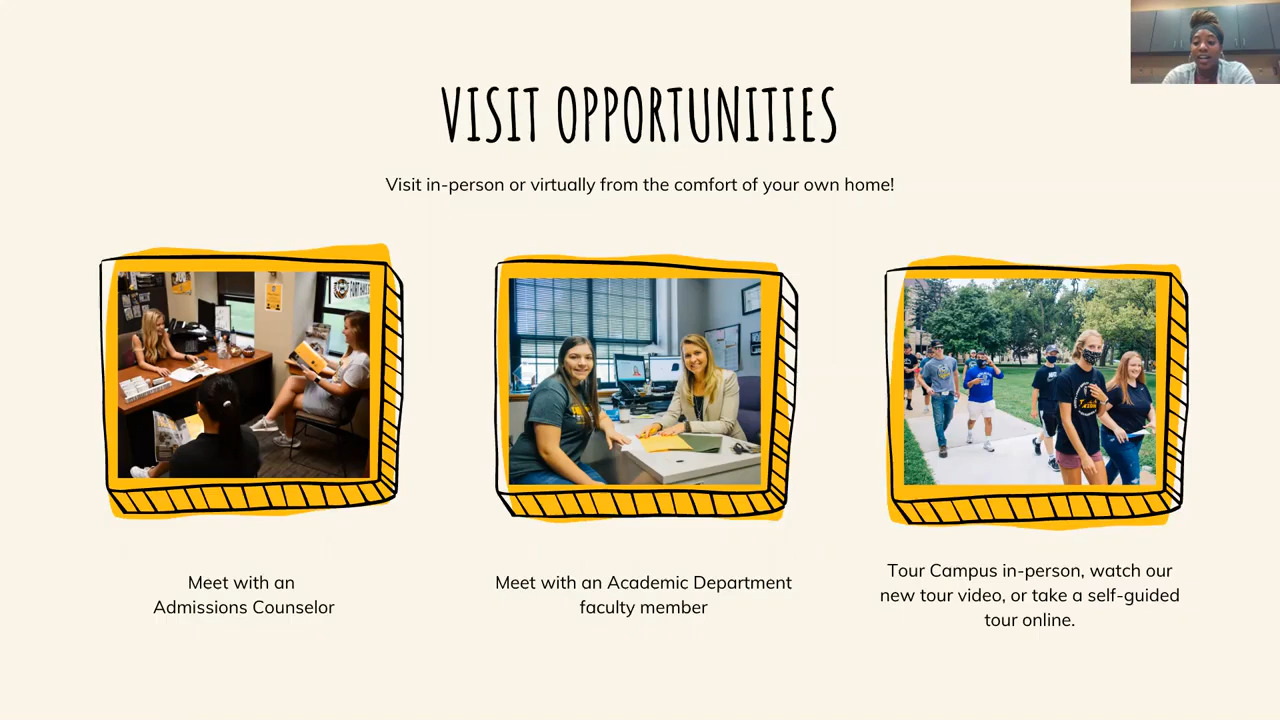 VISIT OPPORTUNITIES
Visit in-person or virtually from the comfort of your own home!
FORT HAYS
Meet with an
Admissions Counselor
Meet with an Academic Department
faculty member
Tour Campus in-person, watch our
new tour video, or take a self-guided
tour online.